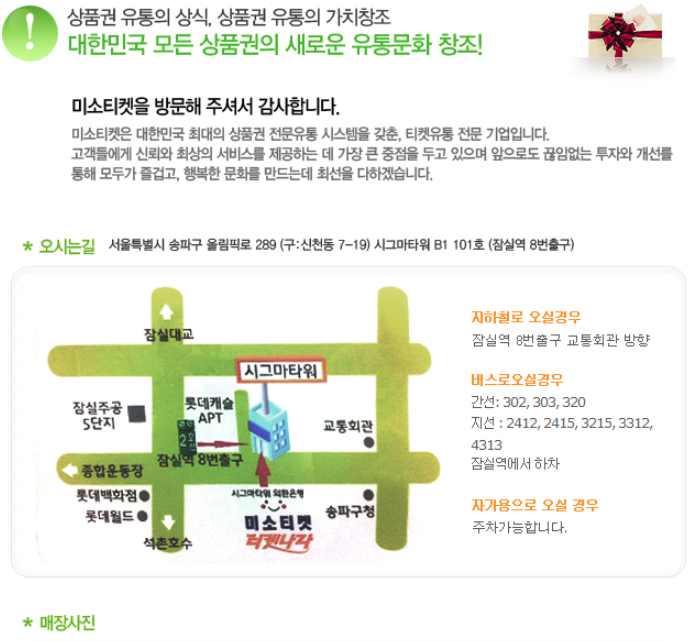 !
상품권 유통의 상식, 상품권 유통의 가치창조
대한민국 모든 상품권의 새로운 유통문화 창조!
미소티켓을 방문해 주셔서 감사합니다.
미소티켓은 대한민국 최대의 상품권 전문유통 시스템을 갖춘, 티켓유통 전문 기업입니다.
고객들에게 신뢰와 최상의 서비스를 제공하는 데 가장 큰 중점을 두고 있으며 앞으로도 끊임없는 투자와 개선를
통해 모두가 즐겁고, 행복한 문화를 만드는데 최선을 다하겠습니다.
* 오시는길 서울특별시 송파구 올림픽로 289 (구:신천동 7-19) 시그마타워 B1 101호 (잠실역 8번출구)
잠실대교
시그마타워
잠실주공
5단지
롯데캐슬
APT
교통회관
잠실역 8번출구
종합운동장
롯데백화점
롯데월드
석촌호수
시그마타워 외환은행
미소티켓
티켓나라
송파구청
지하철로 오실경우
잠실역 8번출구 교통회관 방향
버스로오실경우
간선: 302, 303, 320
지선 : 2412, 2415, 3215, 3312,
4313
잠실역에서 하차
자가용으로 오실 경우
주차가능합니다.
* 매장사진